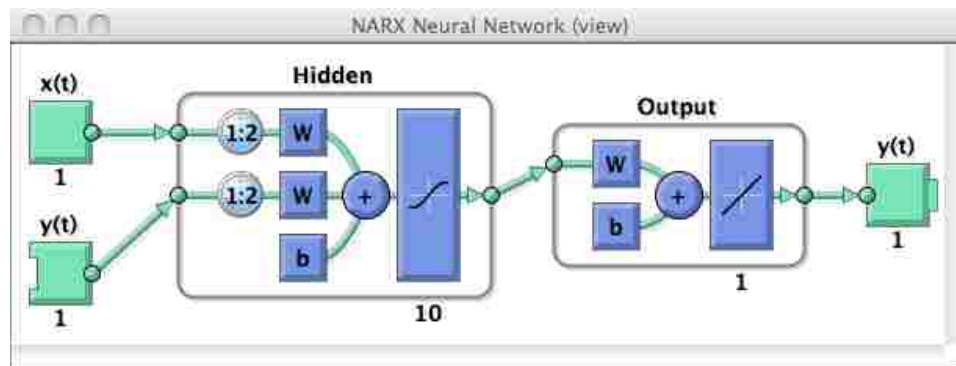 NARX Neural Network (view)
Hidden
x(t)
1
1:2
W
y(t)
1
1:2
W
+
b
10
Output
W
+
b
1
y(t)
1